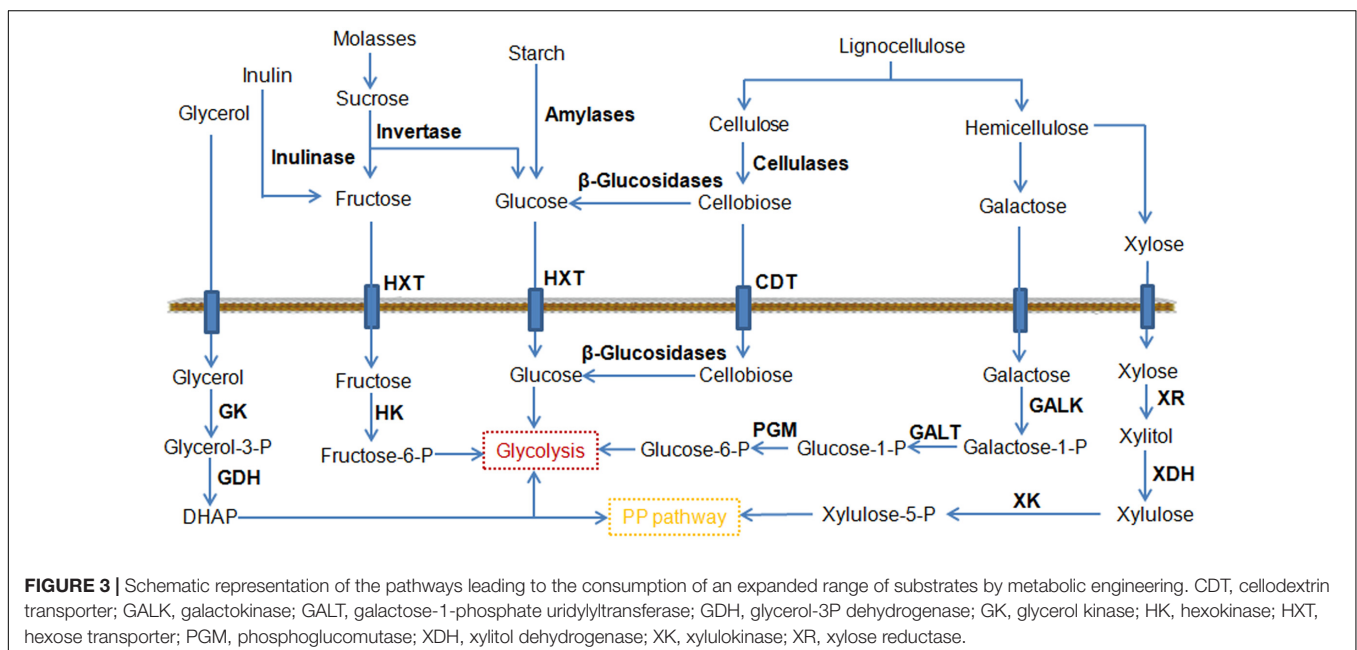 Molasses
Lignocellulose
Starch
Inulin
Sucrose
Glycerol
Amylases
Cellulose
Hemicellulose
Invertase
Inulinase
Cellulases
β-Glucosidases
Fructose
Glucose
Cellobiose
Galactose
Xylose
HXT
HXT
CDT
β-Glucosidases
Glycerol
Fructose
Glucose
Cellobiose
Galactose
Xylose
GK
HK
GALK
XR
PGM
GALT
Xylitol
Glycerol-3-P
Fructose-6-P
Glycolysis
Glucose-6-P
Glucose-1-P
Galactose-1-P
GDH
XDH
XK
DHAP
PP pathway
Xylulose-5-P
Xylulose
FIGURE 3 | Schematic representation of the pathways leading to the consumption of an expanded range of substrates by metabolic engineering. CDT, cellodextrin
transporter; GALK, galactokinase; GALT, galactose-1-phosphate uridylyltransferase; GDH, glycerol-3P dehydrogenase; GK, glycerol kinase; HK, hexokinase; HXT,
hexose transporter; PGM, phosphoglucomutase; XDH, xylitol dehydrogenase; XK, xylulokinase; XR, xylose reductase.